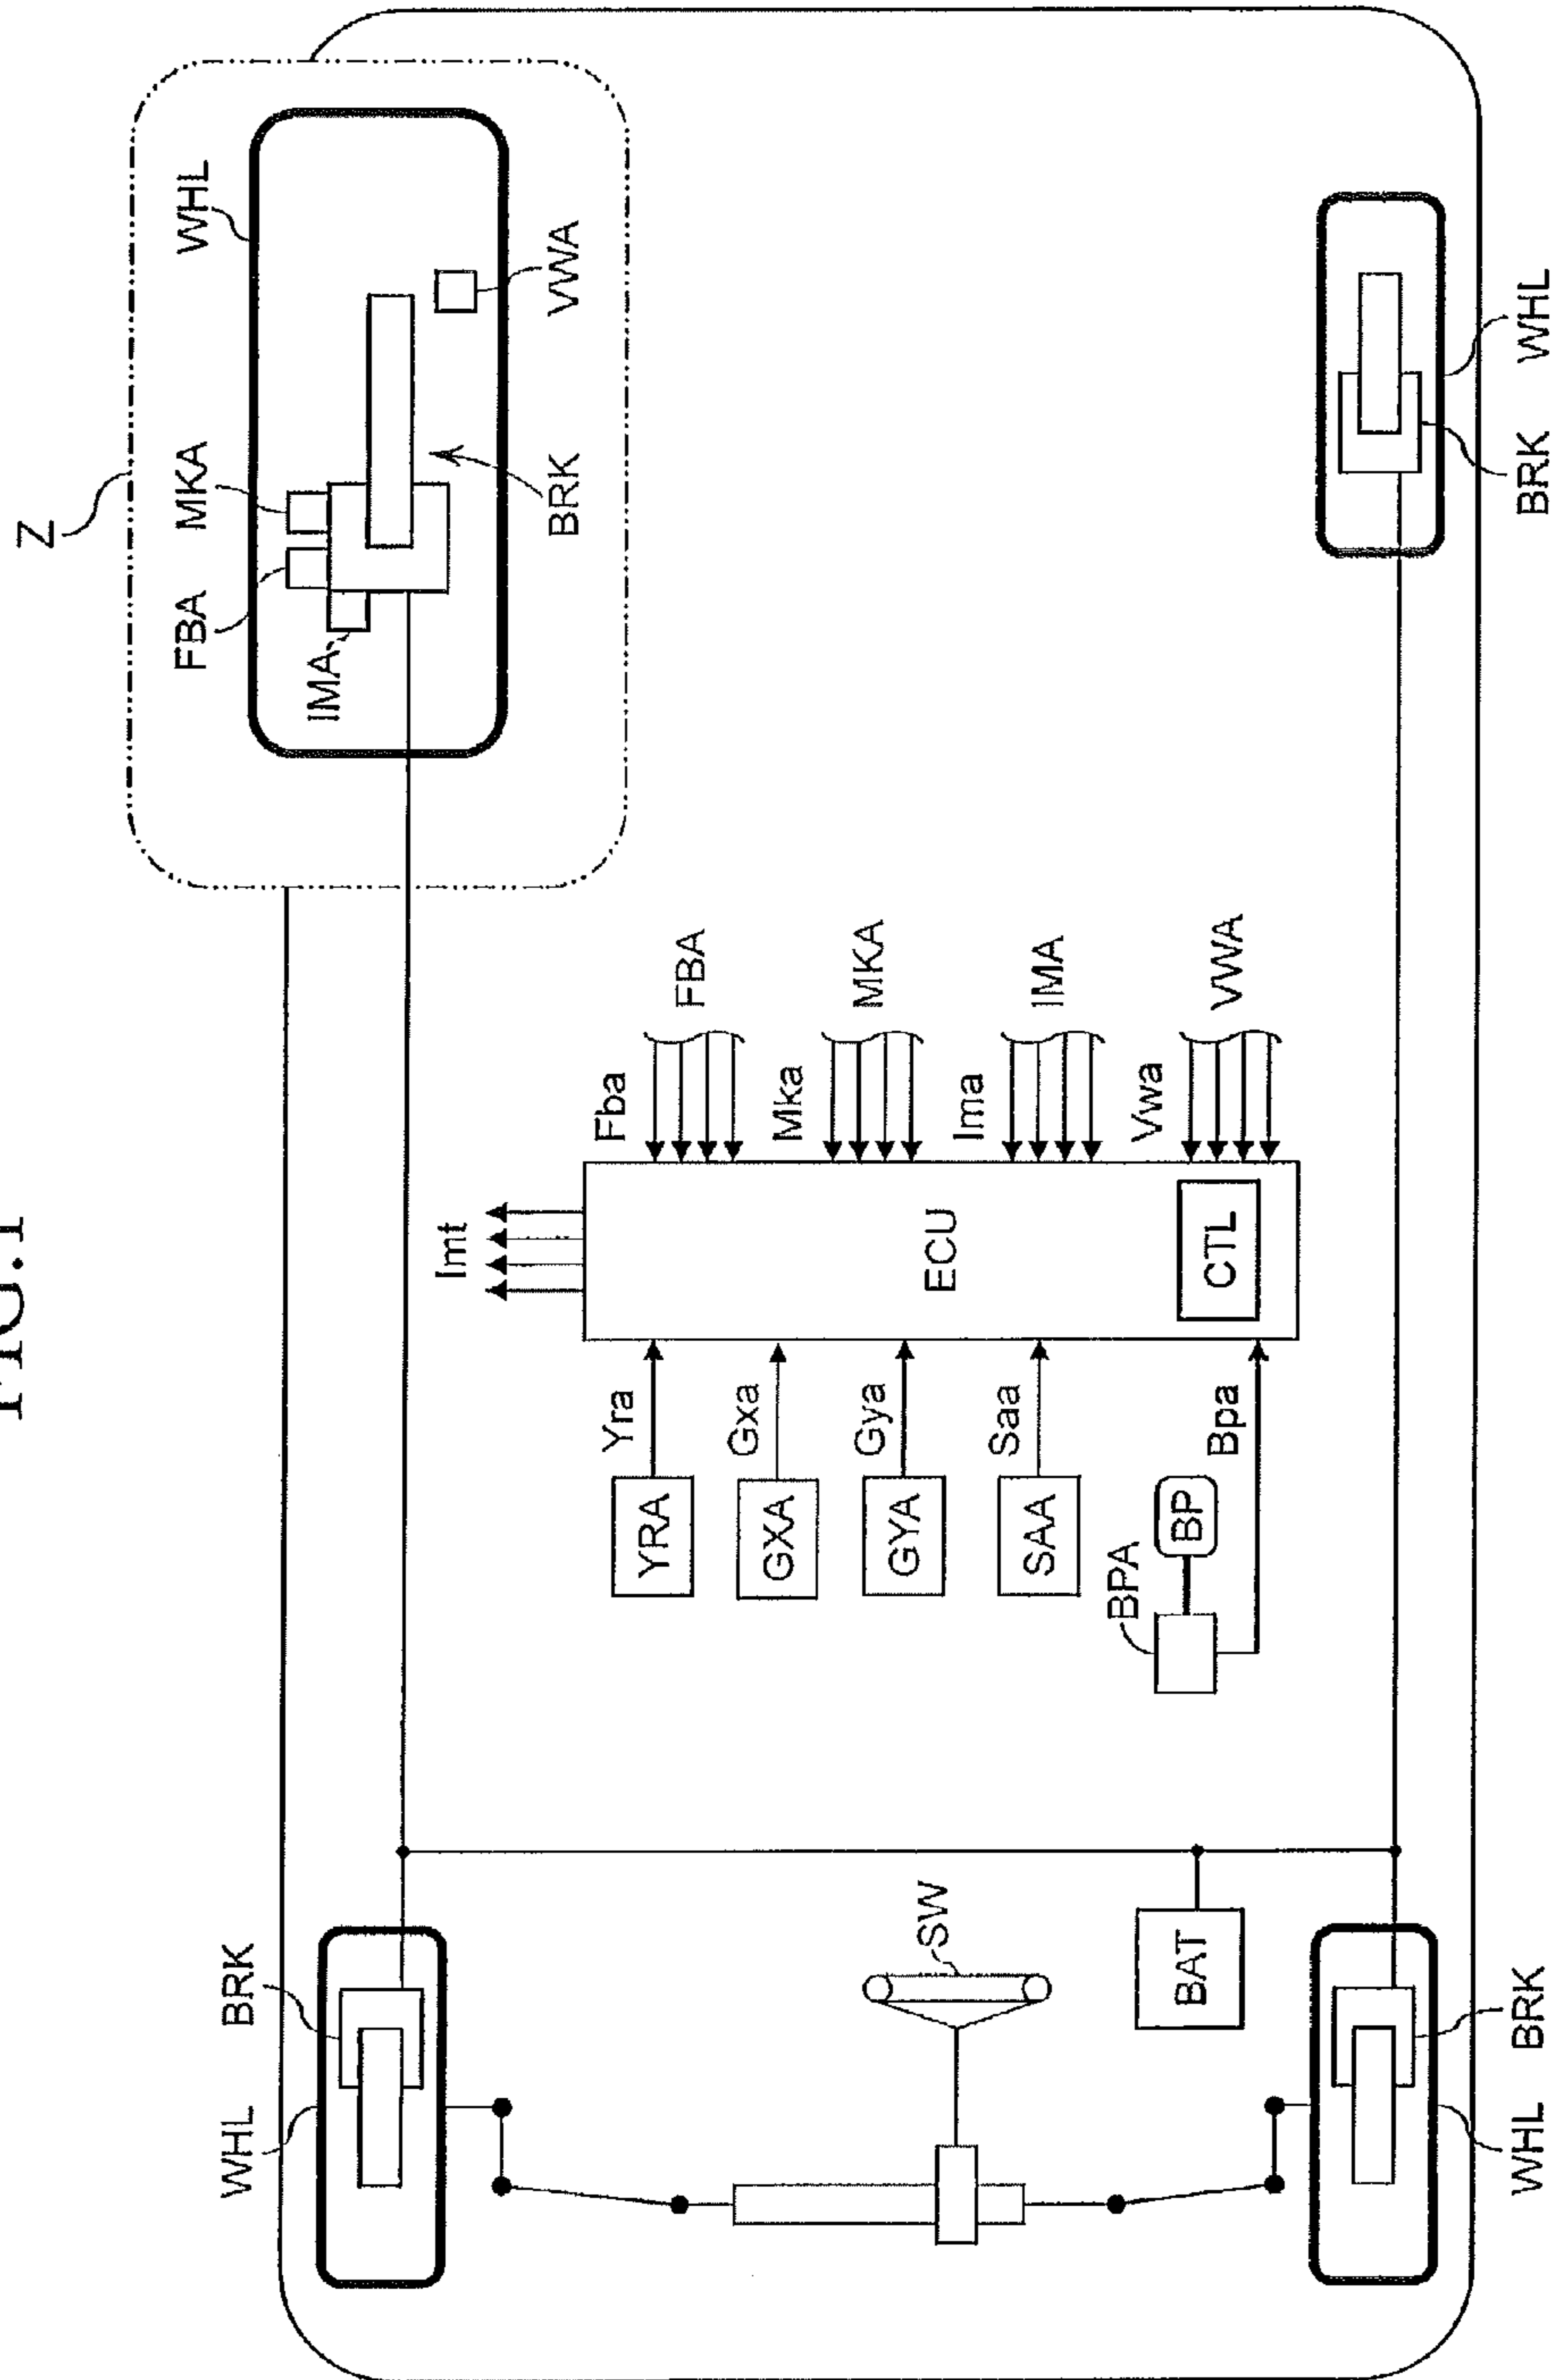 FIG.1
Z
FBA
MKA
WHL
WHL
BRK
IMA
BRK
VWA
Imt
Yra
Fba
FBA
YRA
Gxa
Mka
MKA
GXA
Gya
GYA
ECU
Ima
IMA
SW
Saa
SAA
BPA
Vwa
VWA
BAT
BP
Bpa
CTL
WHL
BRK
BRK
WHL